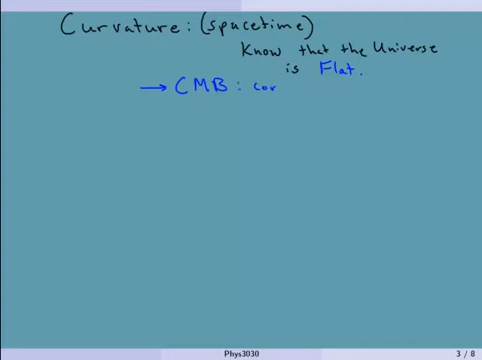 Curvature: (spacetime)
Know that the Universe
is Flat.
→ CMB: cor
Phys3030
3 / 8